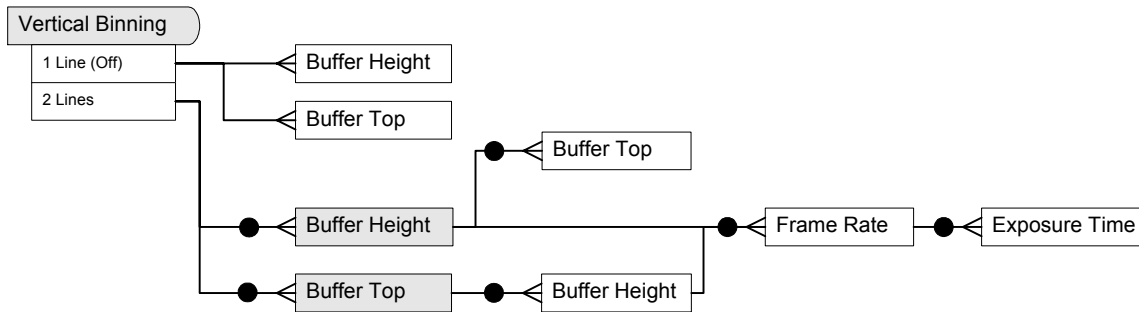 Vertical Binning
1 Line (Off)
2 Lines
Buffer Height
Buffer Top
Buffer Top
Buffer Height
Frame Rate
Exposure Time
Buffer Top
Buffer Height